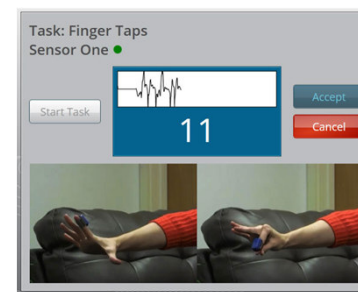 Task: Finger Taps
Sensor One
Start Task
11
Accept
Cancel